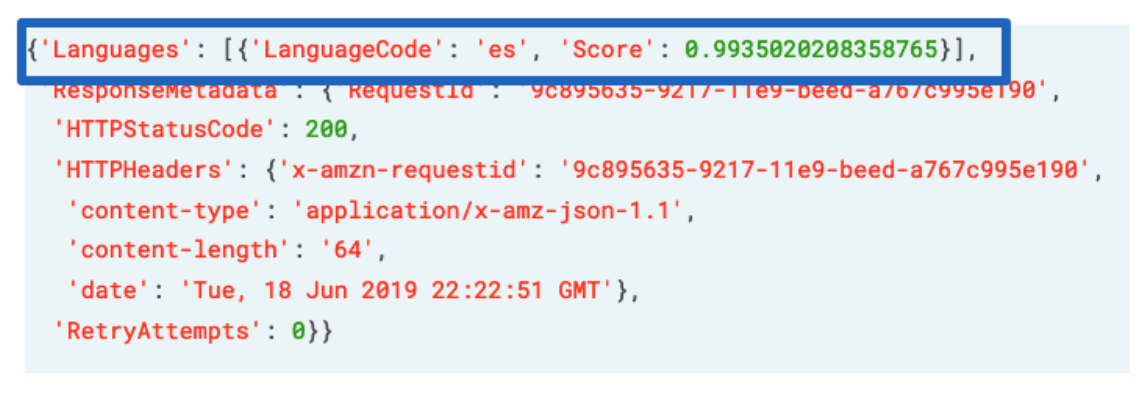 {'Languages': [{'LanguageCode': 'es', 'Score': 0.9935020208358765}],
'ResponseMetadata': {'RequestId': '9c895635-9217-11e9-beed-a767c995e190',
'HTTPStatusCode': 200,
'HTTPHeaders': {'x-amzn-requestid': '9c895635-9217-11e9-beed-a767c995e190',
'content-type': 'application/x-amz-json-1.1',
'content-length': '64',
'date': 'Tue, 18 Jun 2019 22:22:51 GMT'},
'RetryAttempts': 0}}